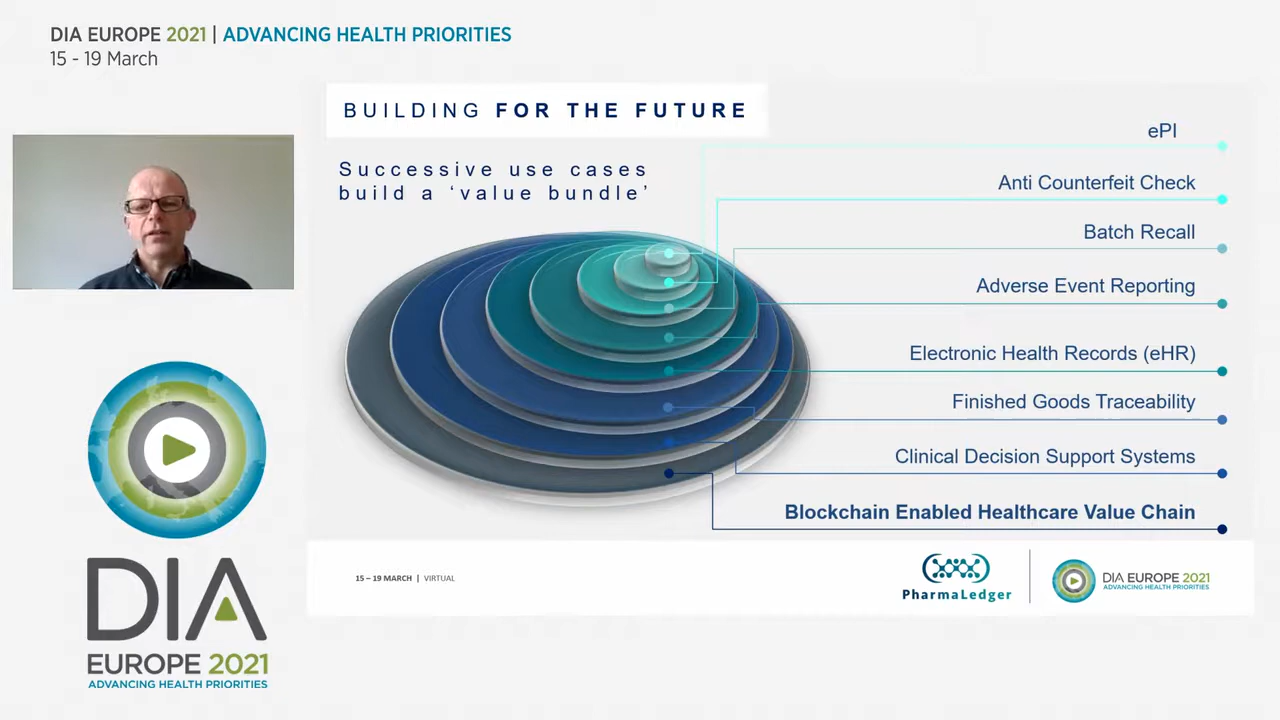 DIA EUROPE 2021 | ADVANCING HEALTH PRIORITIES
15 - 19 March
BUILDING FOR THE FUTURE
Successive use cases
build a ‘value bundle’
ePI
Anti Counterfeit Check
Batch Recall
Adverse Event Reporting
Electronic Health Records (eHR)
Finished Goods Traceability
Clinical Decision Support Systems
Blockchain Enabled Healthcare Value Chain
15 – 19 MARCH | VIRTUAL
PharmaLedger
DIA EUROPE 2021
ADVANCING HEALTH PRIORITIES
DIA
EUROPE 2021
ADVANCING HEALTH PRIORITIES